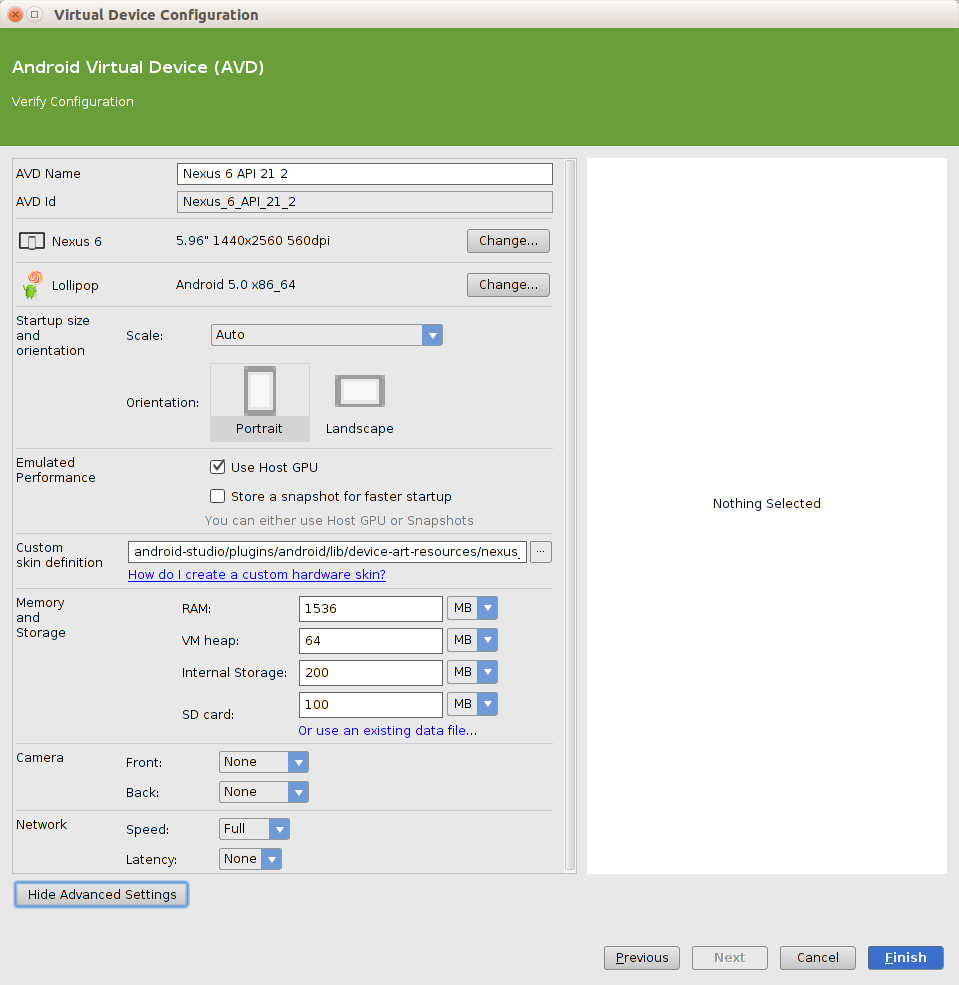 Virtual Device Configuration
Android Virtual Device (AVD)
Verify Configuration
AVD Name Nexus 6 API 21 2
AVD Id Nexus_6_API_21_2
Nexus 6 5.96" 1440x2560 560dpi Change...
Lollipop Android 5.0 x86_64 Change...
Startup size
and
orientation
Scale: Auto
Orientation:
Portrait Landscape
Emulated
Performance
Use Host GPU
Store a snapshot for faster startup
You can either use Host GPU or Snapshots
Custom
skin definition
android-studio/plugins/android/lib/device-art-resources/nexus_ ...
How do I create a custom hardware skin?
Memory
and
Storage
RAM: 1536 MB
VM heap: 64 MB
Internal Storage: 200 MB
SD card: 100 MB
Or use an existing data file...
Camera
Front: None
Back: None
Network
Speed: Full
Latency: None
Hide Advanced Settings
Nothing Selected
Previous Next Cancel Finish